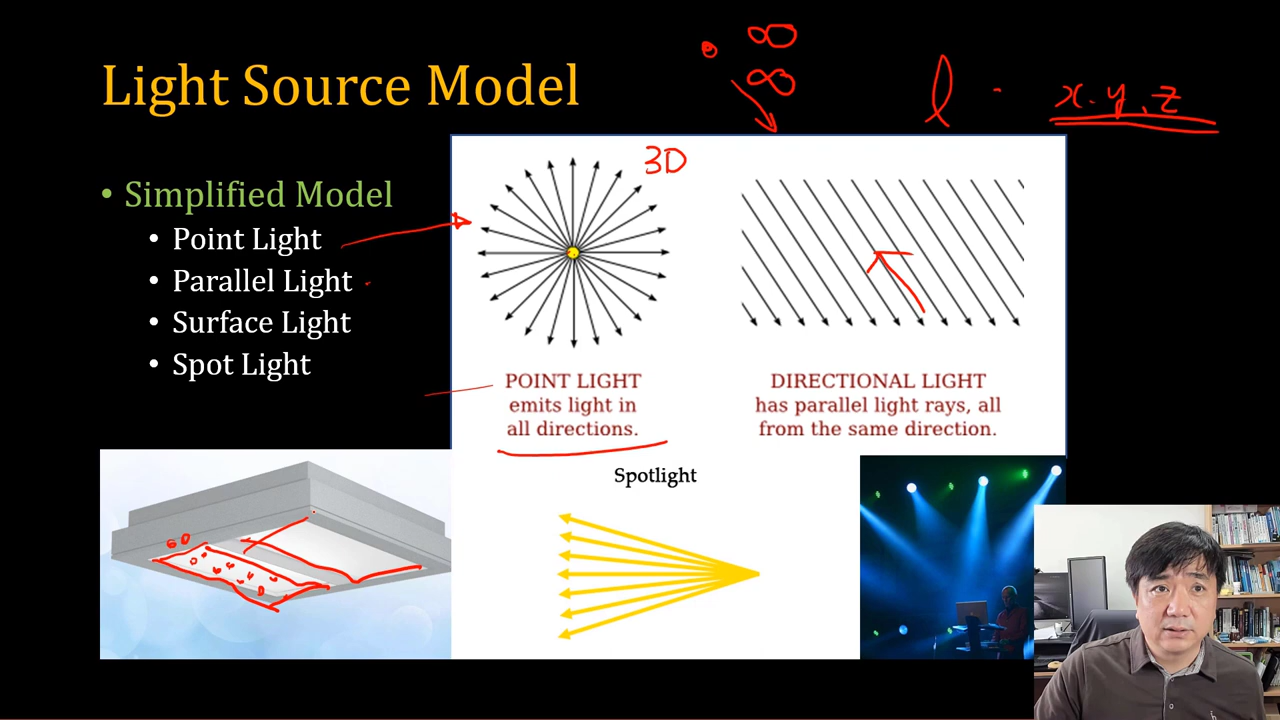 Light Source Model
∞
∞
l
x, y, z
• Simplified Model
• Point Light
• Parallel Light
• Surface Light
• Spot Light
3D
POINT LIGHT
emits light in
all directions.
DIRECTIONAL LIGHT
has parallel light rays, all
from the same direction.
Spotlight